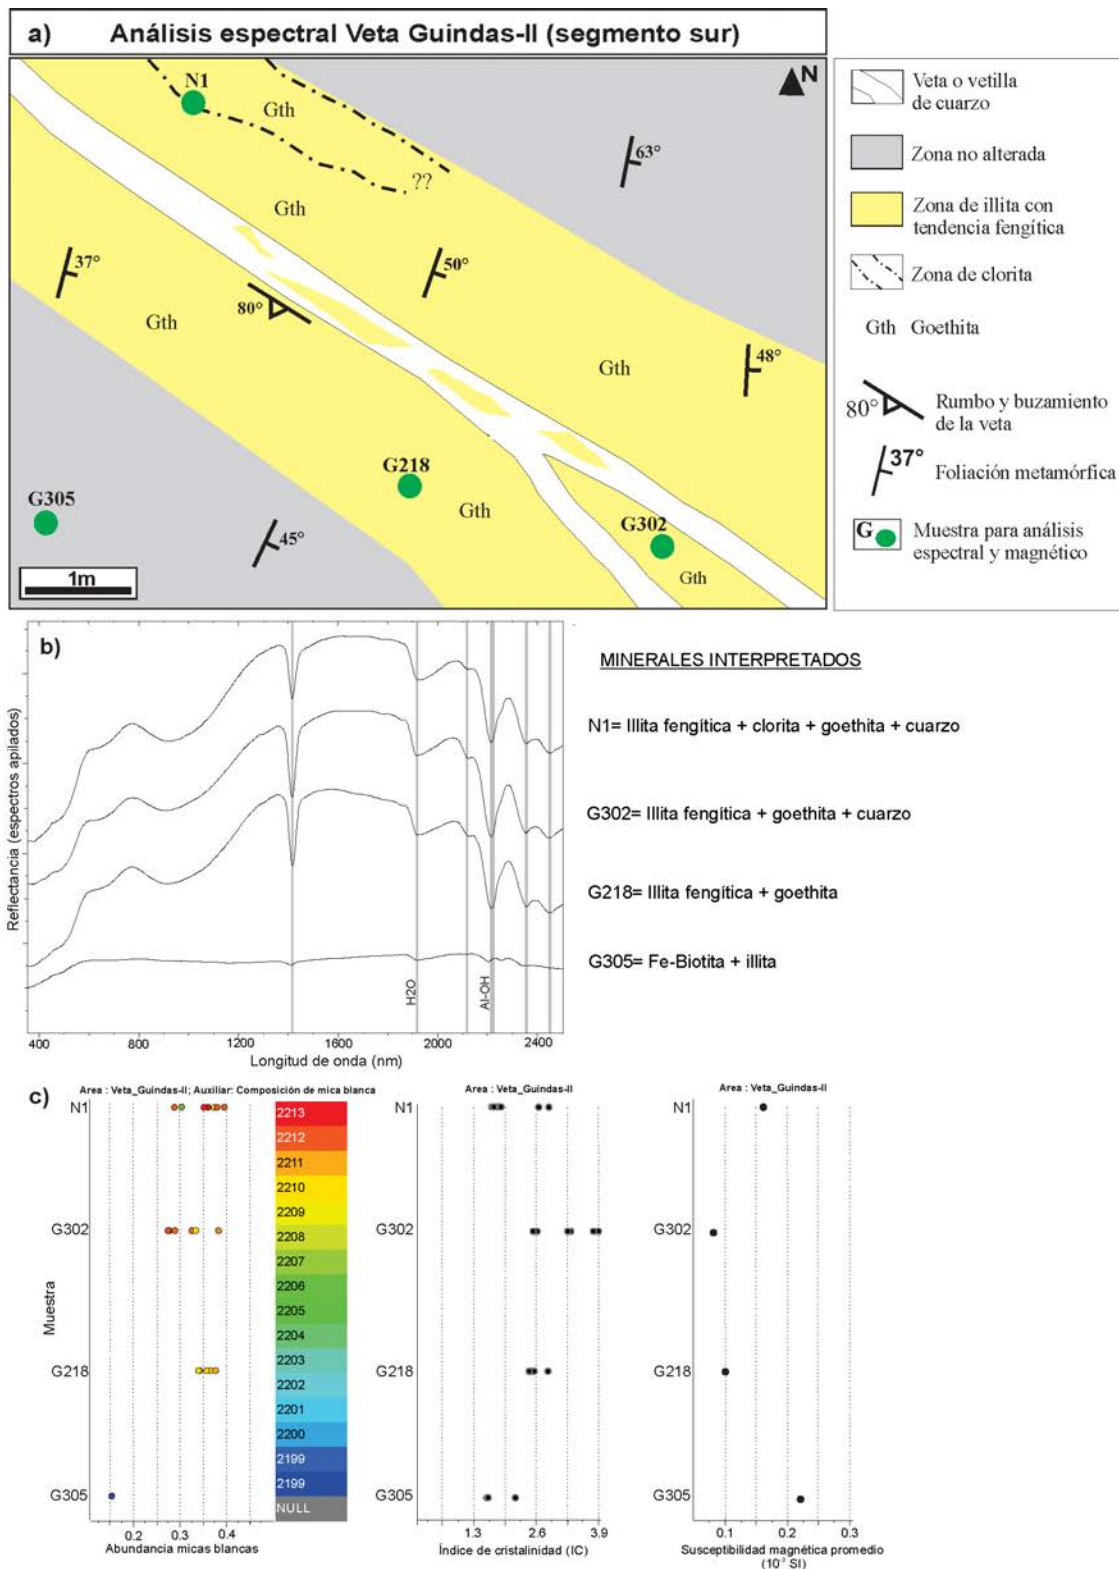 a) Análisis espectral Veta Guindas-II (segmento sur)
N1
Gth
N
63°
??
Gth
37°
50°
80°
Gth
Gth
48°
G218
G305
Gth
G302
45°
Gth
1m
Veta o vetilla
de cuarzo
Zona no alterada
Zona de illita con
tendencia fengítica
Zona de clorita
Gth Goethita
80°
Rumbo y buzamiento
de la veta
37°
Foliación metamórfica
G
Muestra para análisis
espectral y magnético
b)
Reflectancia (espectros apilados)
H2O
Al-OH
400 800 1200 1600 2000 2400
Longitud de onda (nm)
MINERALES INTERPRETADOS
N1= Illita fengítica + clorita + goethita + cuarzo
G302= Illita fengítica + goethita + cuarzo
G218= Illita fengítica + goethita
G305= Fe-Biotita + illita
c)
Area : Veta_Guindas-II; Auxiliar: Composición de mica blanca
N1
G302
Muestra
G218
G305
2213
2212
2211
2210
2209
2208
2207
2206
2205
2204
2203
2202
2201
2200
2199
2199
NULL
0.2 0.3 0.4
Abundancia micas blancas
Area : Veta_Guindas-II
N1
G302
G218
G305
1.3 2.6 3.9
Índice de cristalinidad (IC)
Area : Veta_Guindas-II
N1
G302
G218
G305
0.1 0.2 0.3
Susceptibilidad magnética promedio